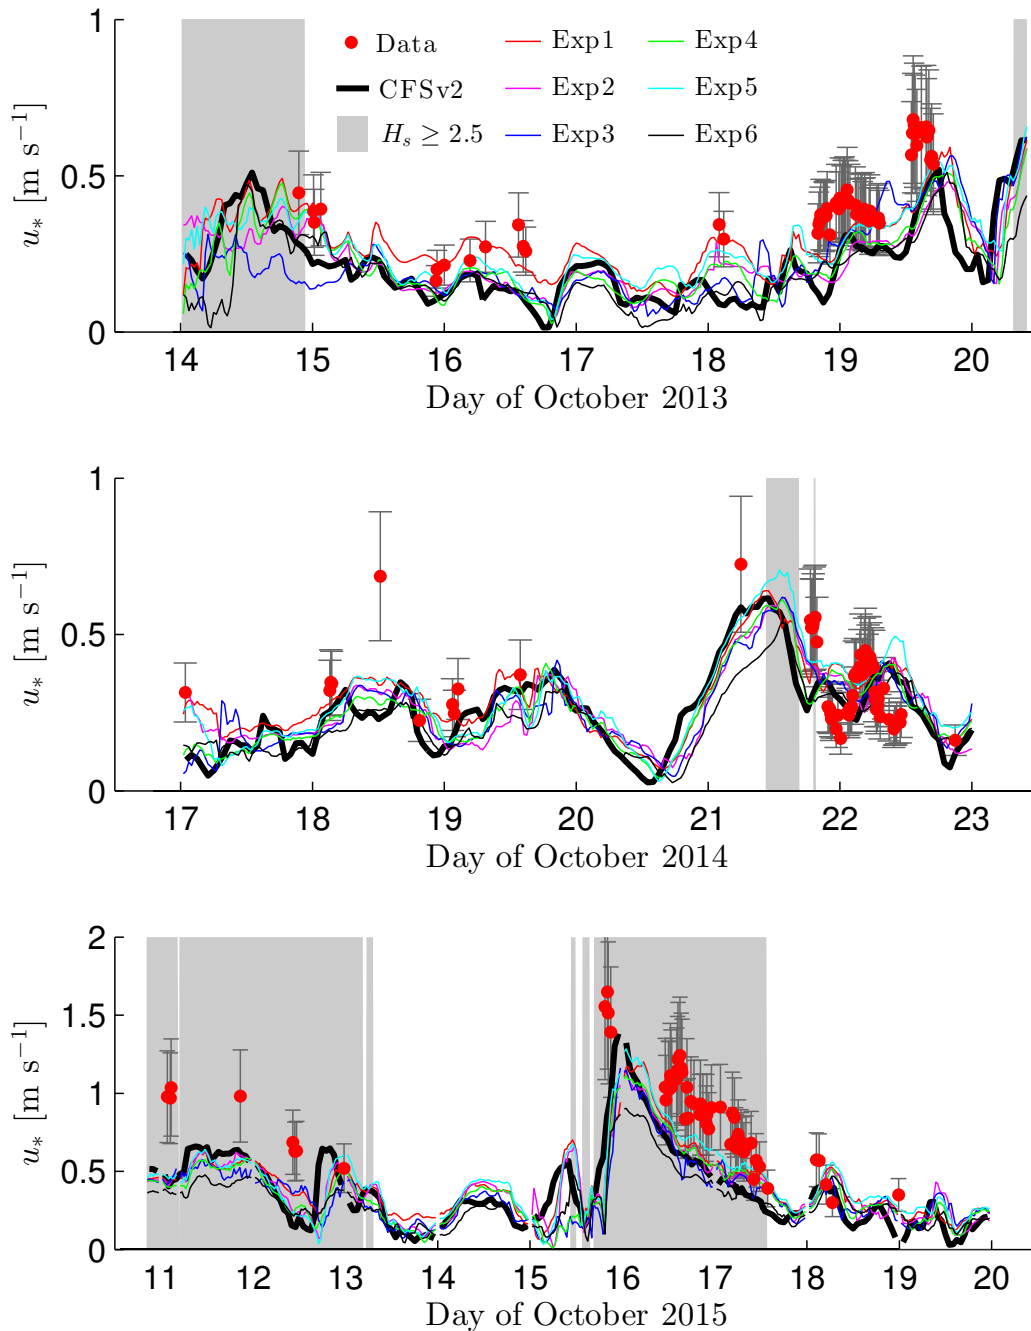 1
0.5
0
u* [m s−1]
Data
CFSv2
Hs ≥ 2.5
Exp1
Exp2
Exp3
Exp4
Exp5
Exp6
14 15 16 17 18 19 20
Day of October 2013
1
0.5
0
u* [m s−1]
17 18 19 20 21 22 23
Day of October 2014
2
1.5
1
0.5
0
u* [m s−1]
11 12 13 14 15 16 17 18 19 20
Day of October 2015